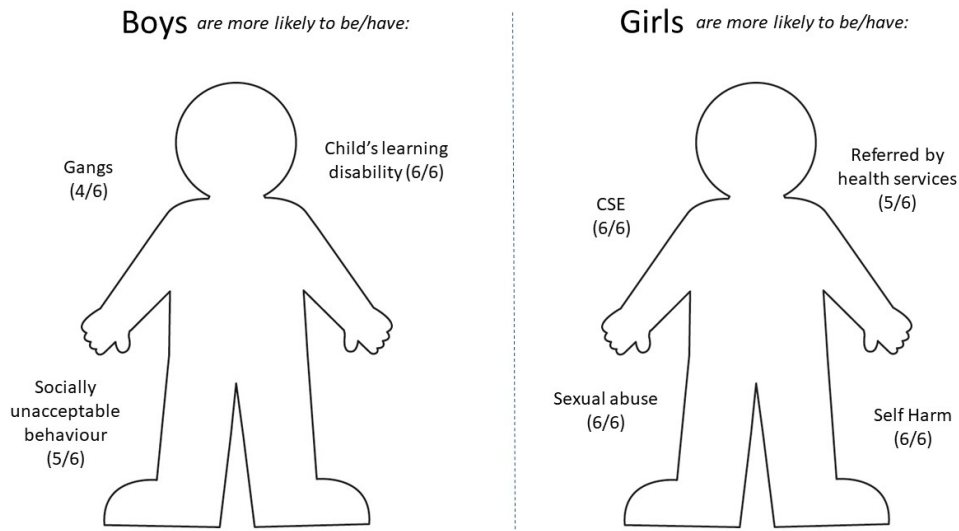 Boys are more likely to be/have:
Gangs
(4/6)
Child's learning
disability (6/6)
Socially
unacceptable
behaviour
(5/6)
Girls are more likely to be/have:
CSE
(6/6)
Referred by
health services
(5/6)
Sexual abuse
(6/6)
Self Harm
(6/6)